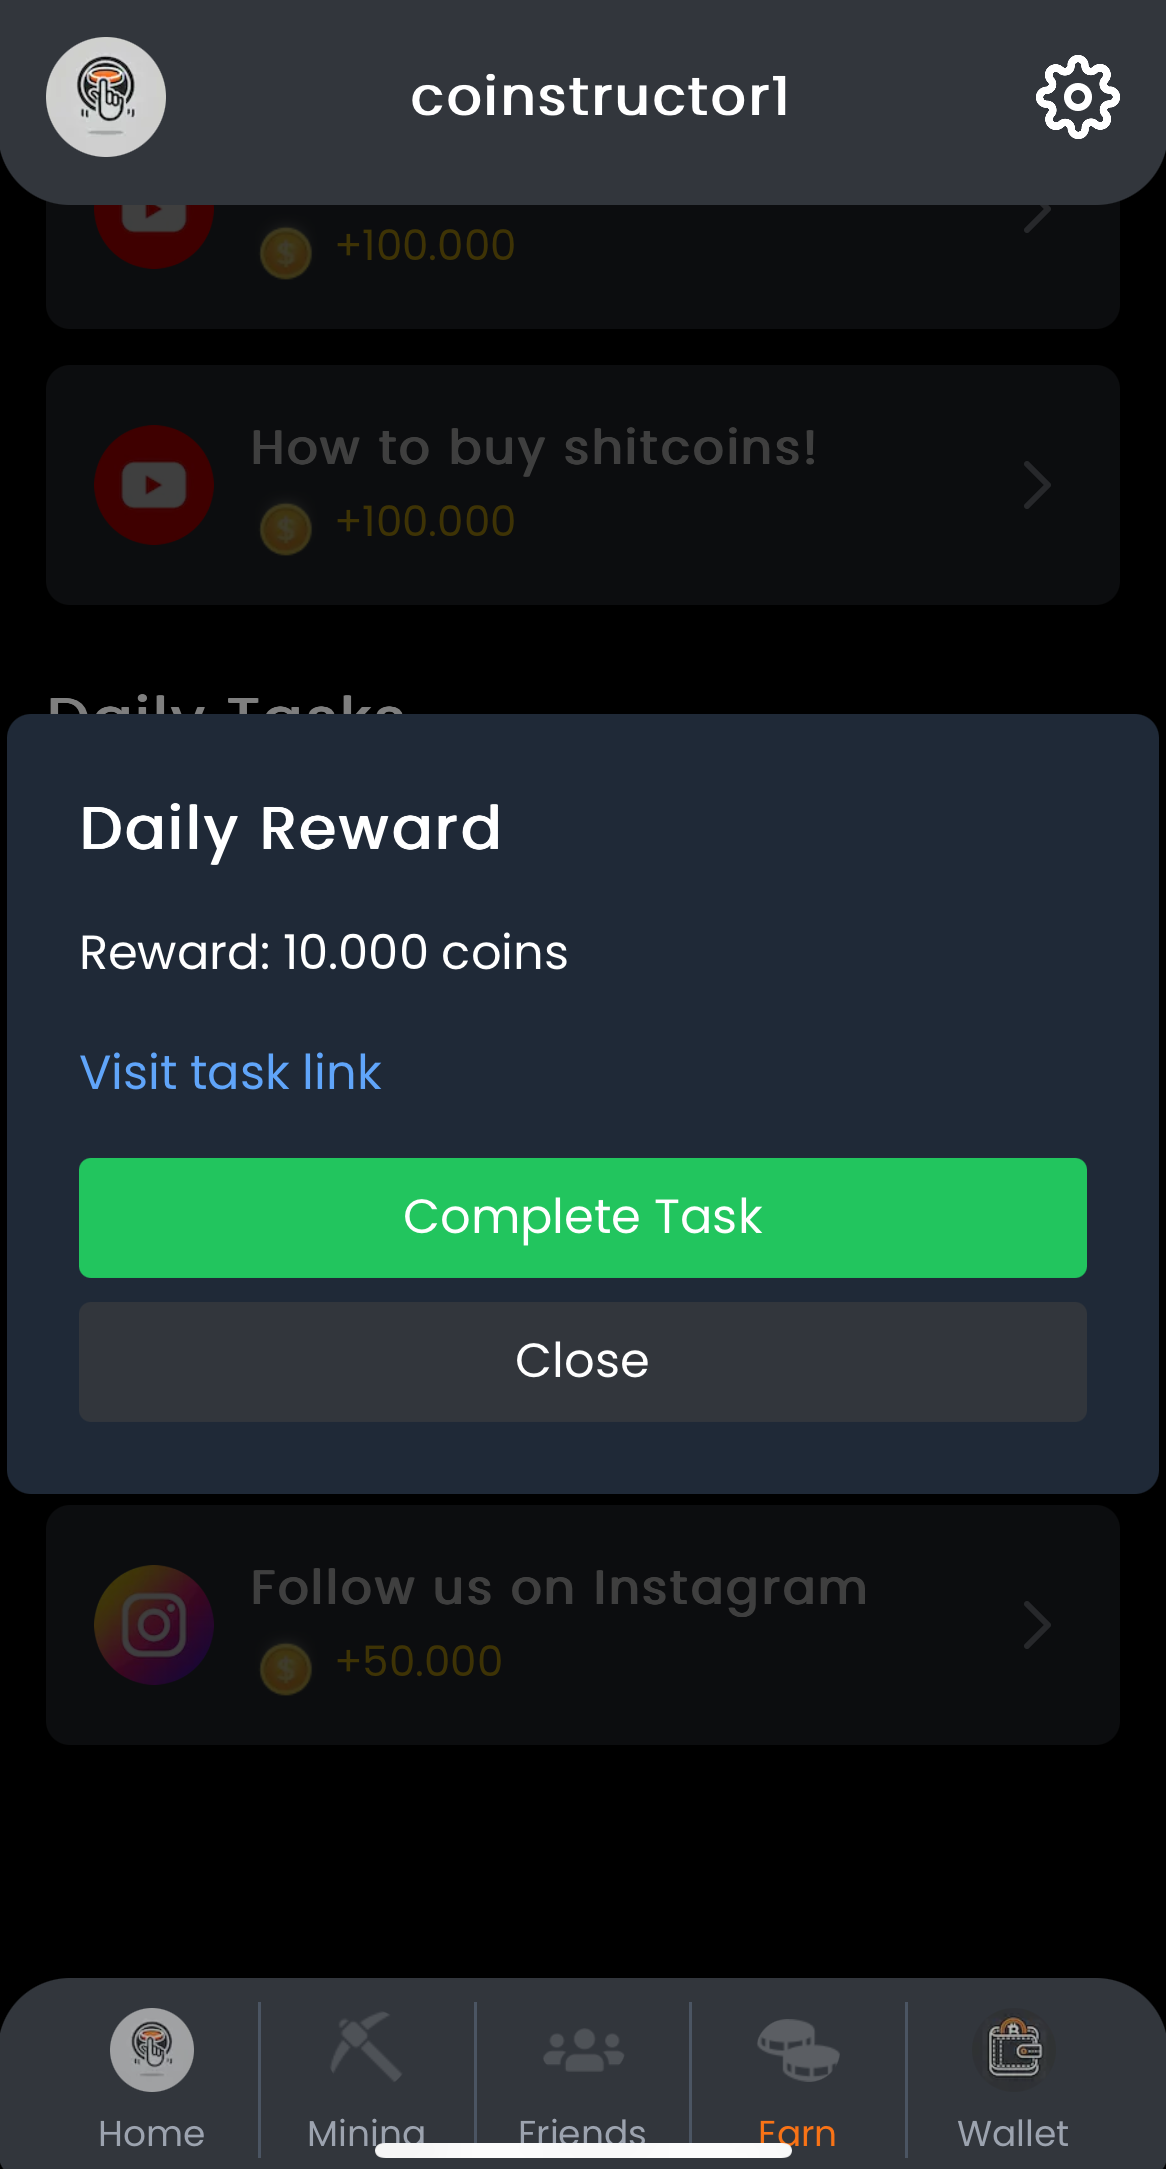 coinstructor1
+100.000
How to buy shitcoins!
+100.000
Daily Tasks
Daily Reward
Reward: 10.000 coins
Visit task link
Complete Task
Close
Follow us on Instagram
+50.000
Home
Mining
Friends
Earn
Wallet